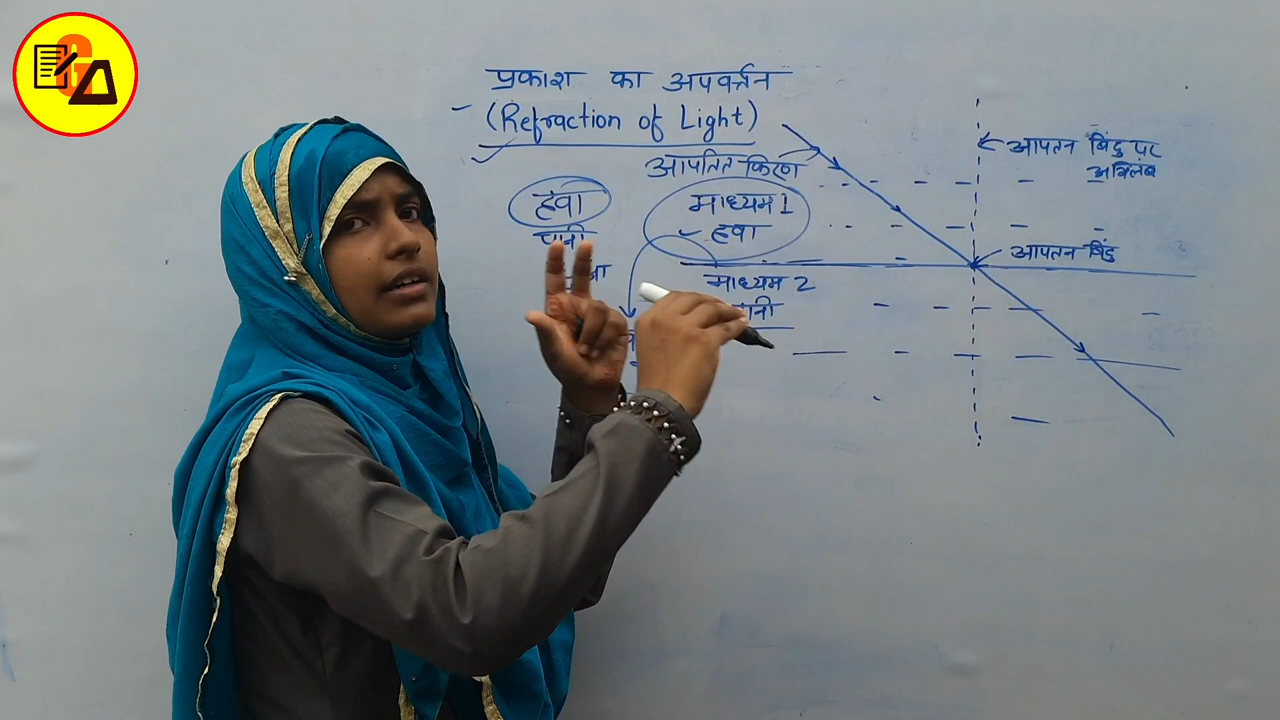 प्रकाश का अपवर्त्तन
(Refraction of Light)
आपतित किरण
हवा
पानी
माध्यम 1
हवा
माध्यम 2
आपतन बिंदु पर
अभिलंब
आपतन बिंदु